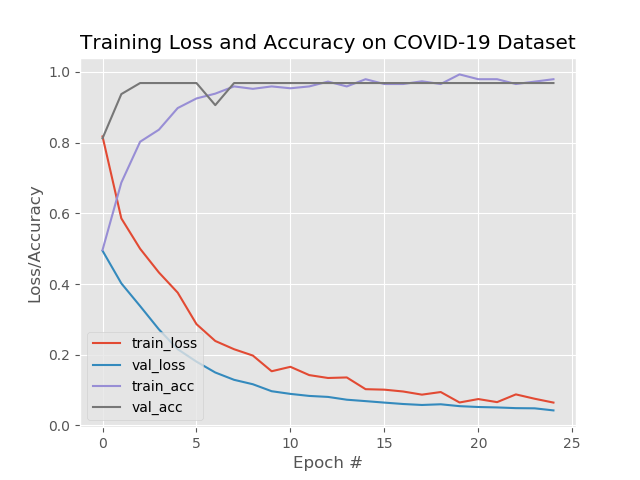 Training Loss and Accuracy on COVID-19 Dataset
1.0
0.8
0.6
0.4
0.2
0.0
Loss/Accuracy
train_loss
val_loss
train_acc
val_acc
0 5 10 15 20 25
Epoch #